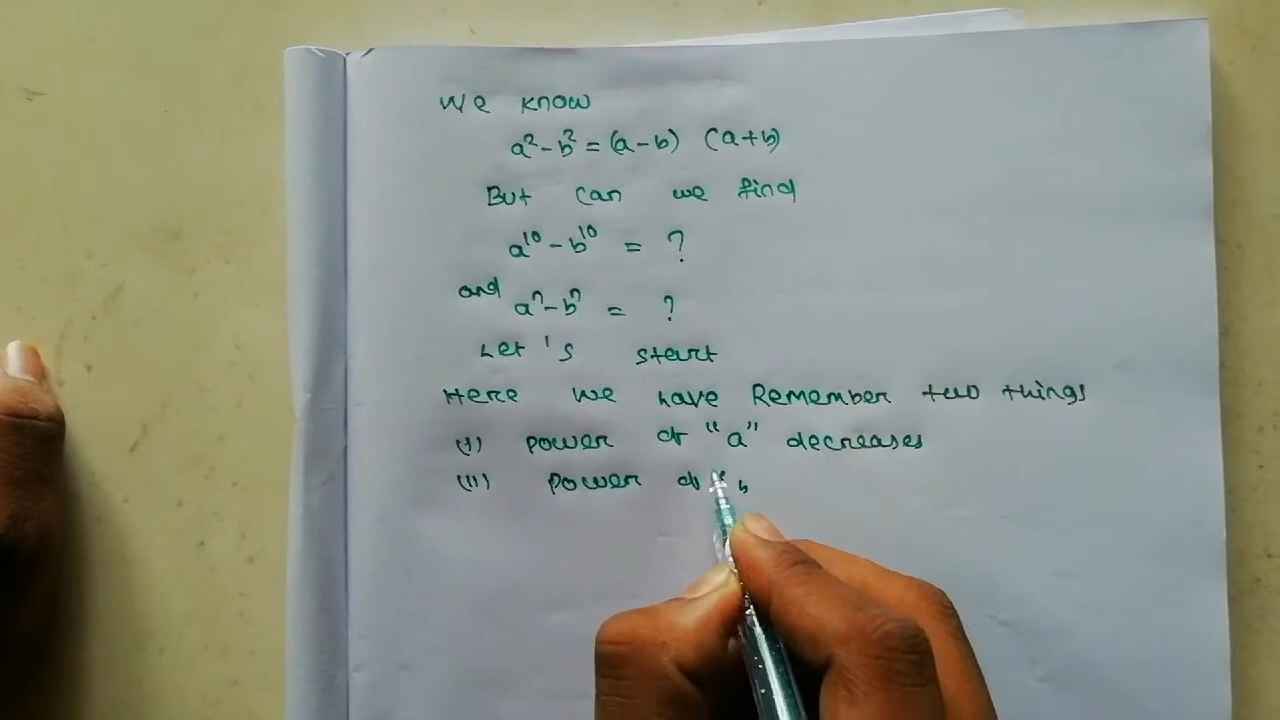 We know
a² - b² = (a - b) (a + b)
But can we find
a¹⁰ - b¹⁰ = ?
and aⁿ - bⁿ = ?
Let's start
Here we have Remember two things
(i) power of "a" decreases
(ii) power of "b